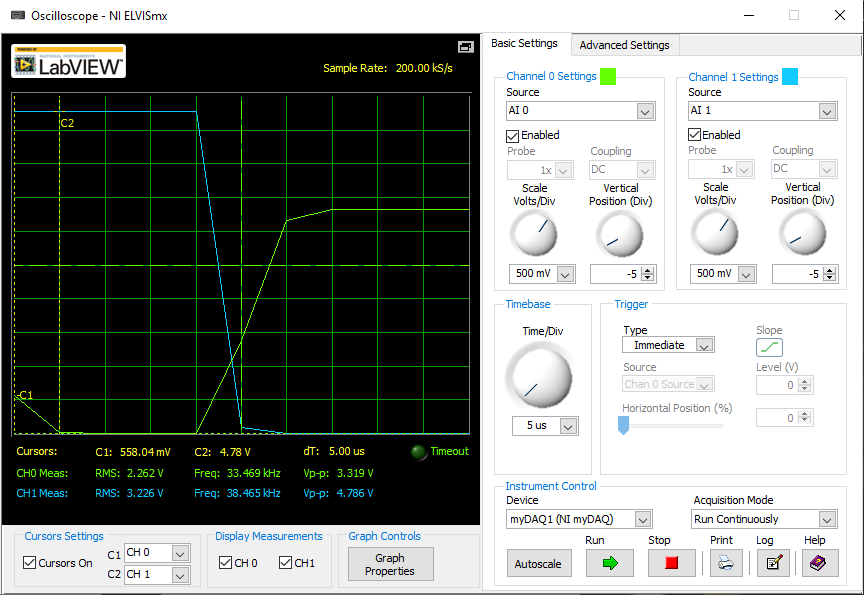 Oscilloscope - NI ELVISmx
POWERED BY
NATIONAL INSTRUMENTS
LabVIEW™
Sample Rate: 200.00 kS/s
C2
C1
Cursors: C1: 558.04 mV C2: 4.78 V dT: 5.00 us Timeout
CH0 Meas: RMS: 2.262 V Freq: 33.469 kHz Vp-p: 3.319 V
CH1 Meas: RMS: 3.226 V Freq: 38.465 kHz Vp-p: 4.786 V
Cursors Settings
Cursors On
C1 CH 0
C2 CH 1
Display Measurements
CH 0 CH1
Graph Controls
Graph
Properties
Basic Settings Advanced Settings
Channel 0 Settings
Source
AI 0
Enabled
Probe Coupling
1x DC
Scale Vertical
Volts/Div Position (Div)
500 mV -5
Channel 1 Settings
Source
AI 1
Enabled
Probe Coupling
1x DC
Scale Vertical
Volts/Div Position (Div)
500 mV -5
Timebase
Time/Div
5 us
Trigger
Type Slope
Immediate
Source Level (V)
Chan 0 Source 0
Horizontal Position (%)
0
Instrument Control
Device Acquisition Mode
myDAQ1 (NI myDAQ) Run Continuously
Run Stop Print Log Help
Autoscale